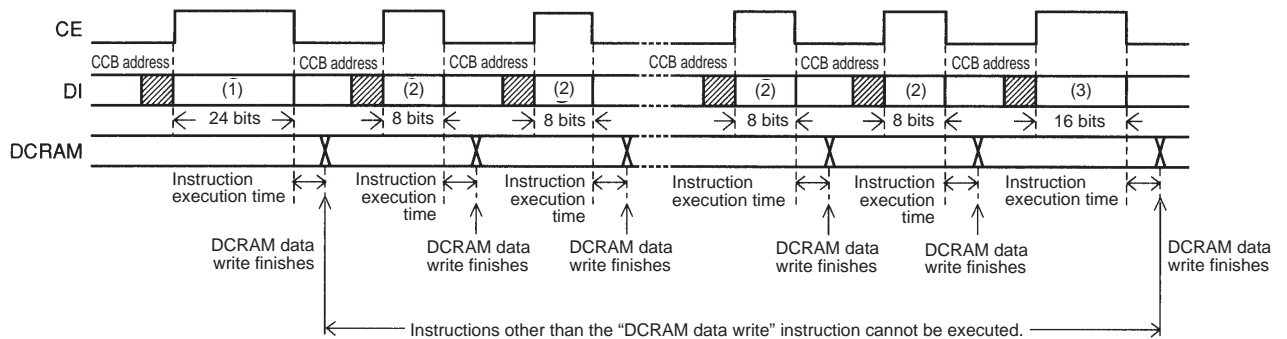 CE
CCB address CCB address CCB address CCB address CCB address CCB address
DI (1) (2) (2) (2) (2) (3)
24 bits 8 bits 8 bits 8 bits 8 bits 16 bits
DCRAM
Instruction execution time
Instruction execution time
Instruction execution time
Instruction execution time
Instruction execution time
Instruction execution time
DCRAM data write finishes
DCRAM data write finishes
DCRAM data write finishes
DCRAM data write finishes
DCRAM data write finishes
DCRAM data write finishes
Instructions other than the “DCRAM data write” instruction cannot be executed.